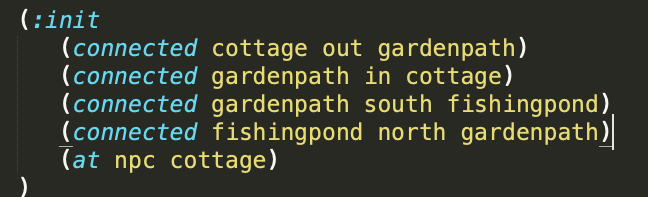 (:init
(connected cottage out gardenpath)
(connected gardenpath in cottage)
(connected gardenpath south fishingpond)
(connected fishingpond north gardenpath)
(at npc cottage)
)